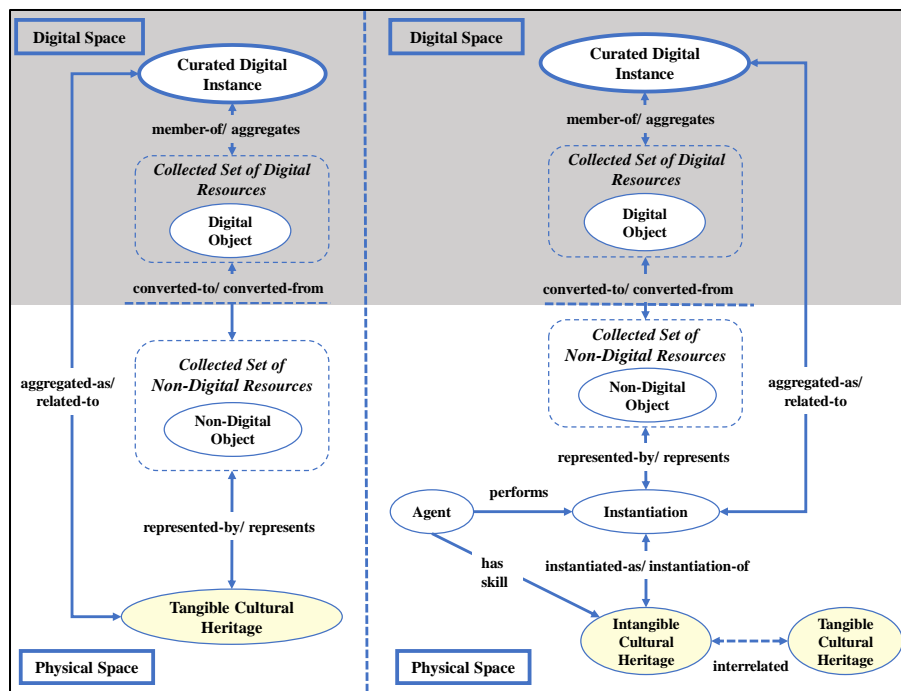 Digital Space
Curated Digital
Instance
member-of/ aggregates
Collected Set of Digital
Resources
Digital
Object
converted-to/ converted-from
Collected Set of
Non-Digital Resources
Non-Digital
Object
aggregated-as/
related-to
represented-by/ represents
Tangible Cultural
Heritage
Physical Space
Digital Space
Curated Digital
Instance
member-of/ aggregates
Collected Set of Digital
Resources
Digital
Object
converted-to/ converted-from
Collected Set of
Non-Digital Resources
Non-Digital
Object
aggregated-as/
related-to
represented-by/ represents
Agent
performs
Instantiation
has
skill
instantiated-as/ instantiation-of
Intangible
Cultural
Heritage
interrelated
Tangible
Cultural
Heritage
Physical Space